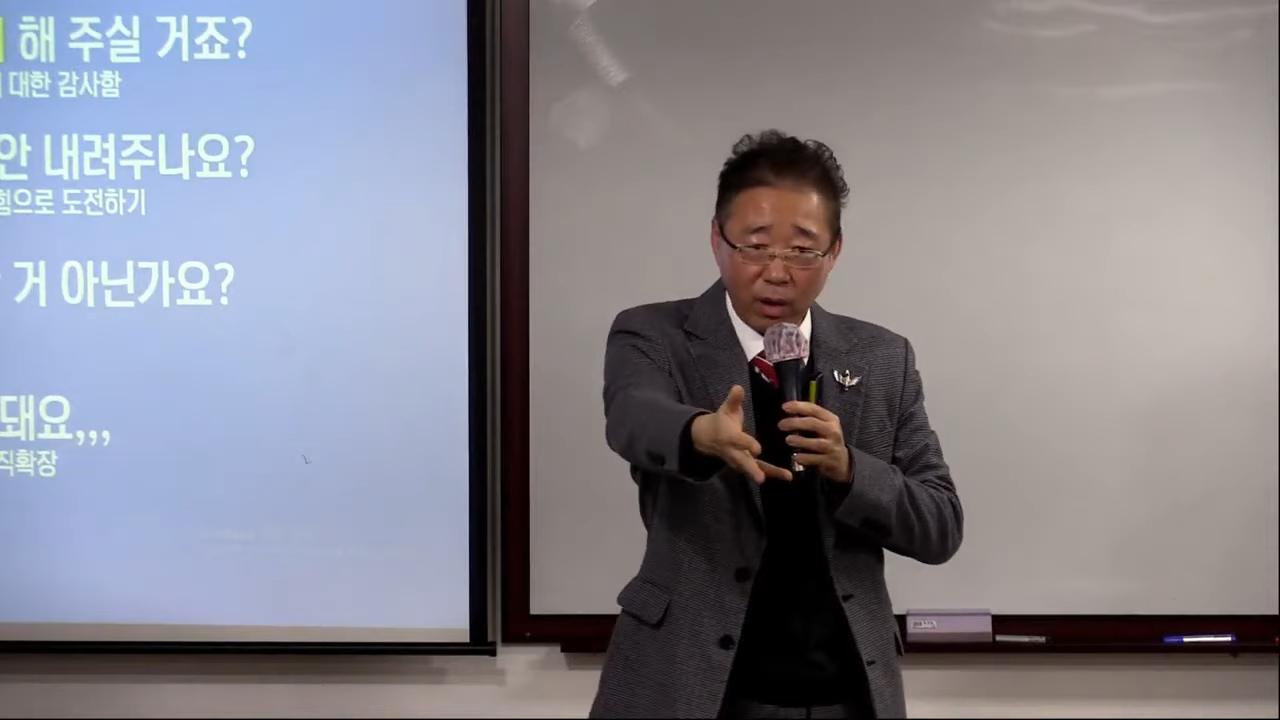 해 주실 거죠?
대한 감사함
안 내려주나요?
힘으로 도전하기
거 아닌가요?
돼요,,,
직확장